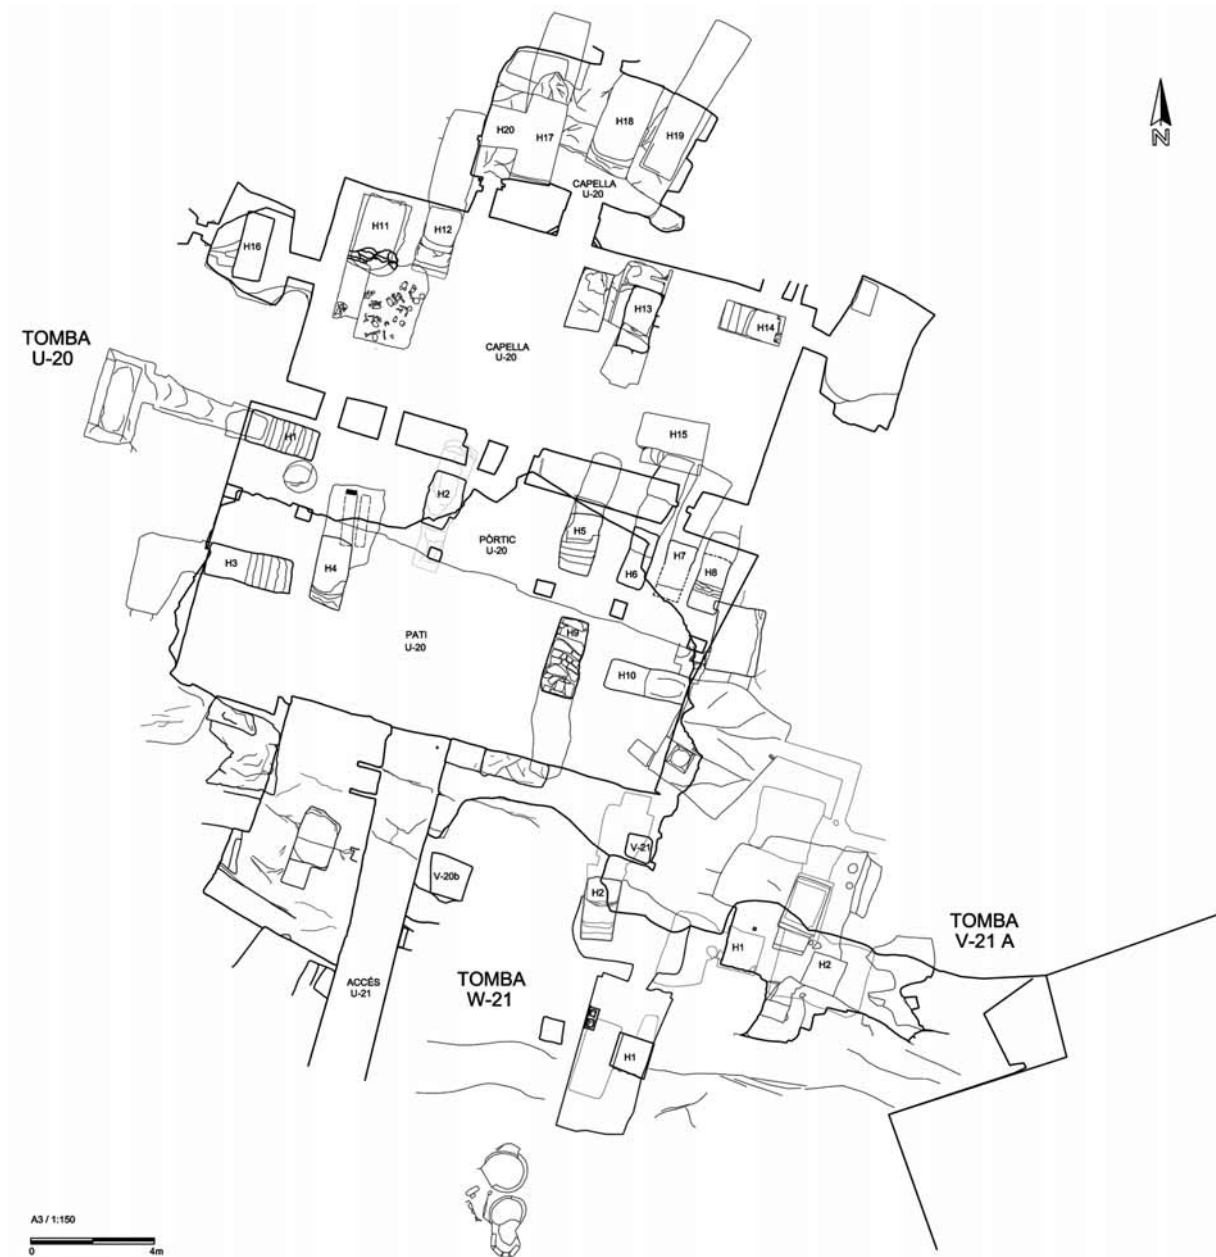 H20
H17
H18
H19
CAPELLA
U-20
H11
H12
H16
H13
H14
TOMBA
U-20
CAPELLA
U-20
H15
H1
H2
PÒRTIC
U-20
H5
H6
H7
H8
H3
H4
PATI
U-20
H9
H10
V-21
V-20b
H2
H1
H2
TOMBA
V-21 A
ACCÉS
U-21
TOMBA
W-21
H1
N
A3 / 1:150
0 4m